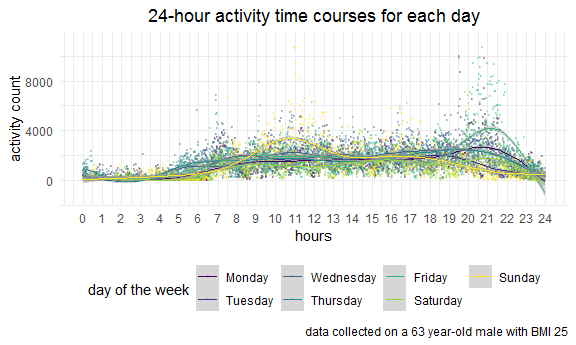 24-hour activity time courses for each day
activity count
8000
4000
0
0 1 2 3 4 5 6 7 8 9 10 11 12 13 14 15 16 17 18 19 20 21 22 23 24
hours
day of the week
Monday Wednesday Friday Sunday
Tuesday Thursday Saturday
data collected on a 63 year-old male with BMI 25